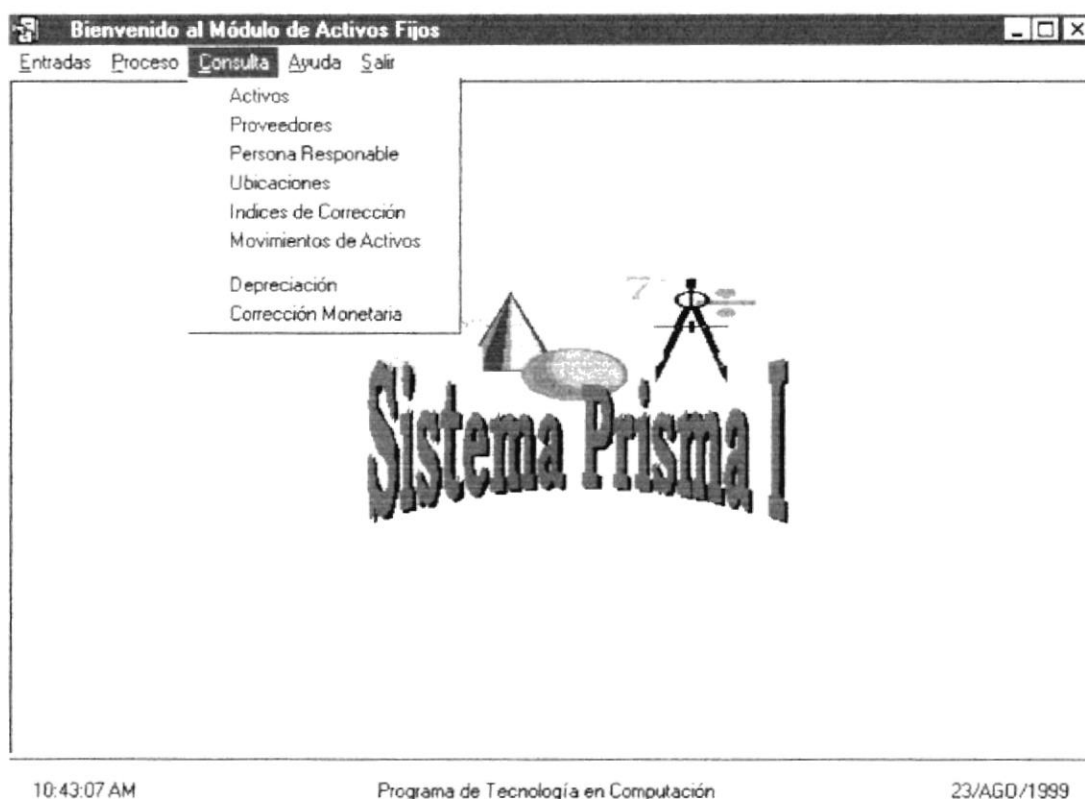 Bienvenido al Módulo de Activos Fijos
Entradas Proceso Consulta Ayuda Salir
Activos
Proveedores
Persona Responable
Ubicaciones
Indices de Corrección
Movimientos de Activos
Depreciación
Corrección Monetaria
7
Sistema Prisma I
10:43:07 AM Programa de Tecnología en Computación 23/AGO/1999